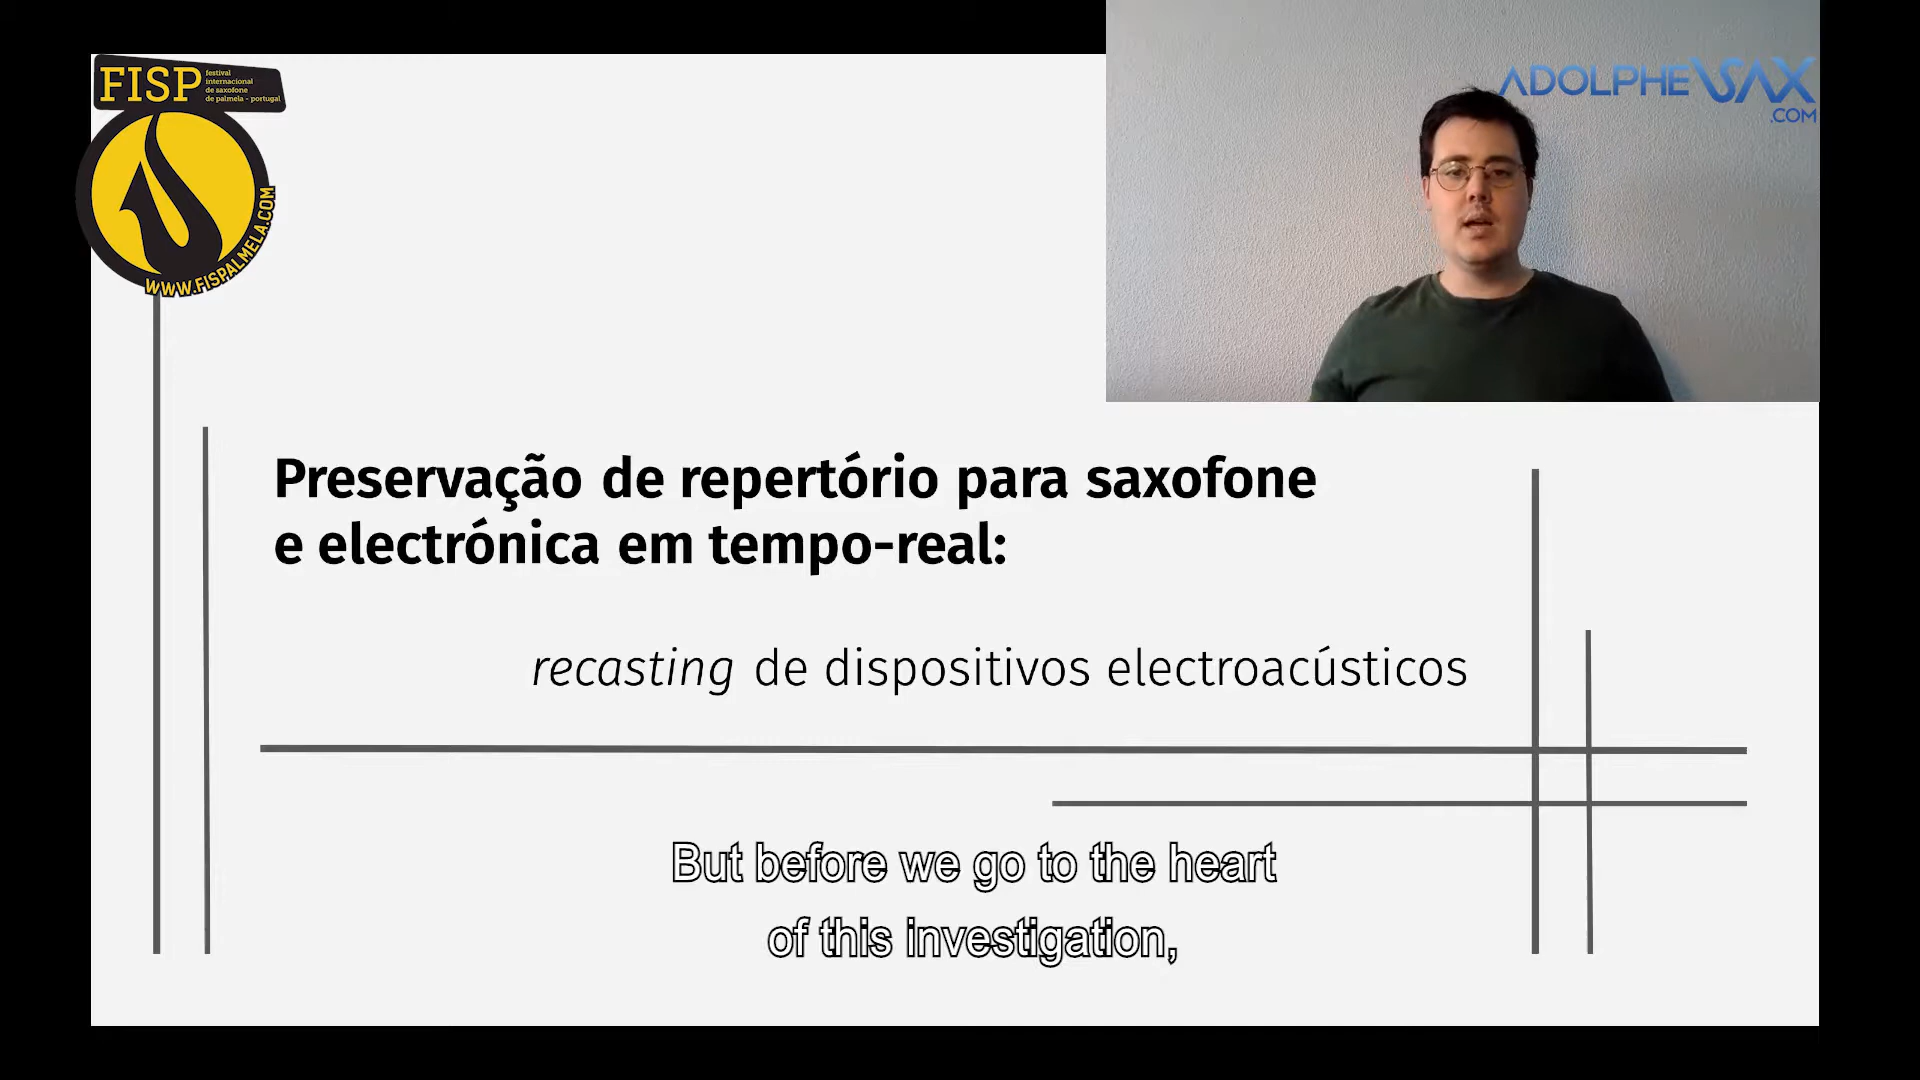 FISP
festival
internacional
de saxofone
de palmela - portugal
WWW.FISPALMELA.COM
ADOLPHESAX
.COM
Preservação de repertório para saxofone
e electrónica em tempo-real:
recasting de dispositivos electroacústicos
But before we go to the heart
of this investigation,